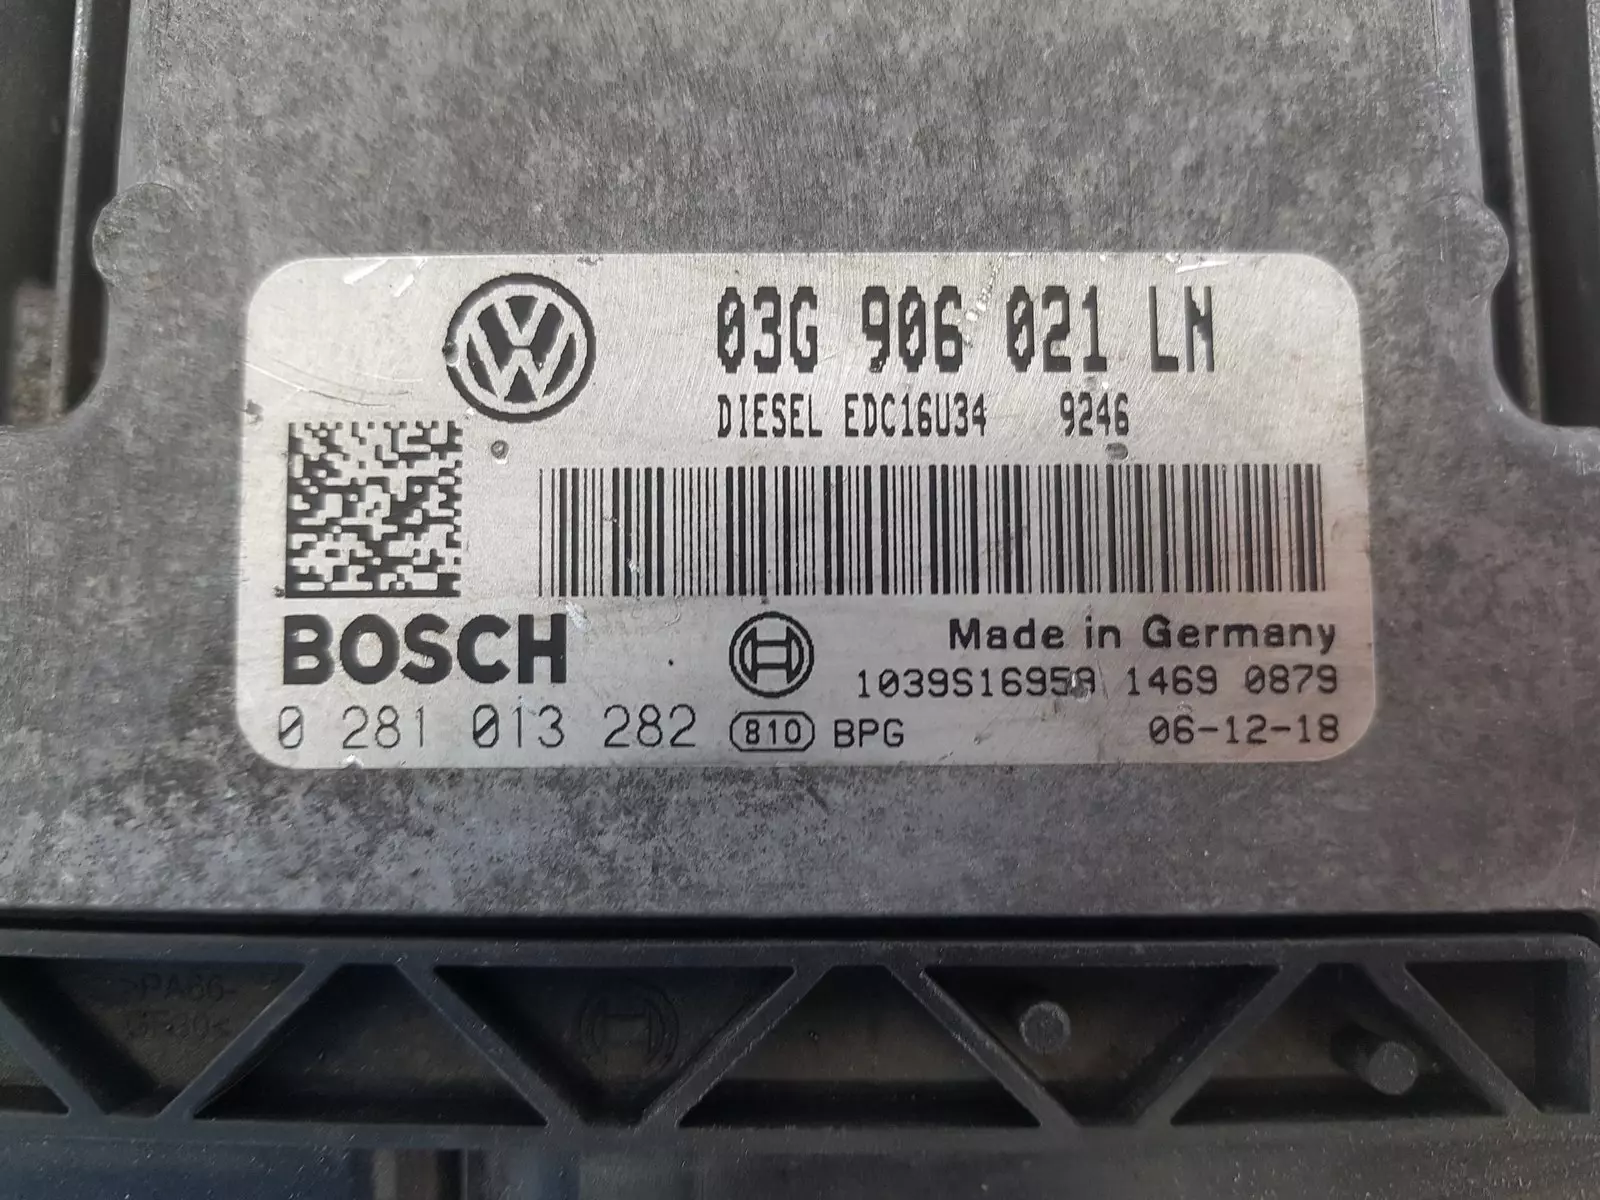 03G 906 021 LN
DIESEL EDC16U34 9246
BOSCH
Made in Germany
1469 0879
0 281 013 282 810 BPG 06-12-18
>PA66-